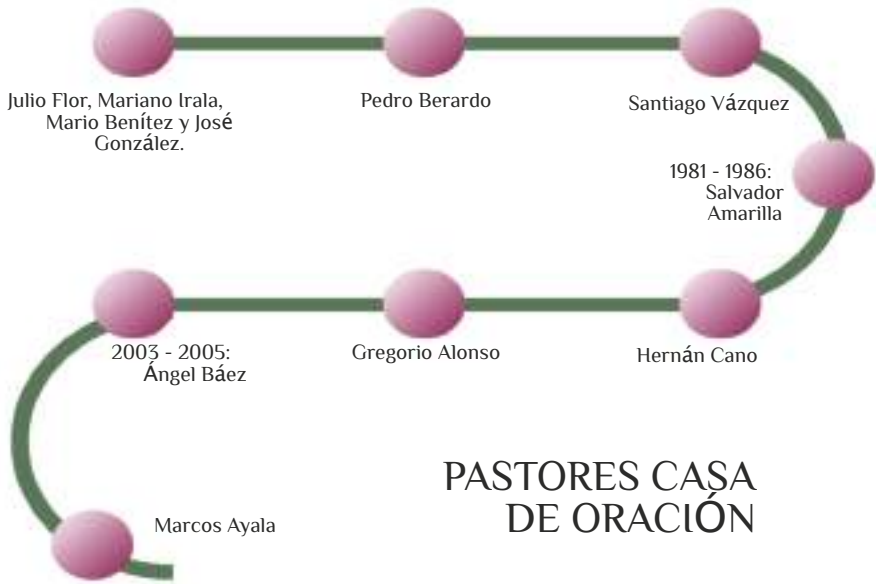 Julio Flor, Mariano Irala,
Mario Benítez y José
González.
Pedro Berardo
Santiago Vázquez
1981 - 1986:
Salvador
Amarilla
Hernán Cano
Gregorio Alonso
2003 - 2005:
Ángel Báez
Marcos Ayala
PASTORES CASA
DE ORACIÓN